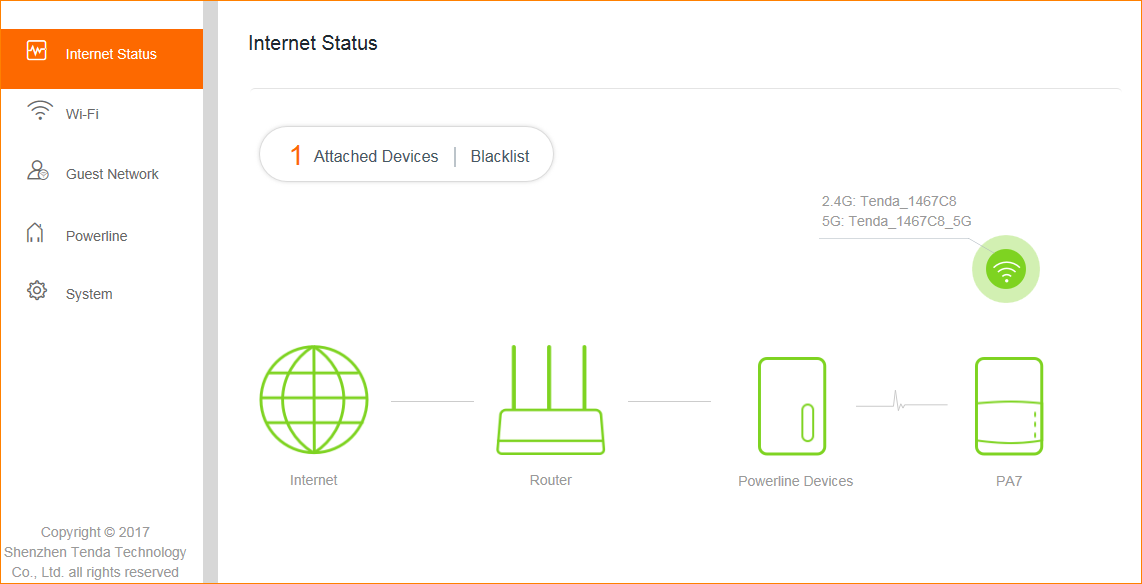 Internet Status
Wi-Fi
Guest Network
Powerline
System
Copyright © 2017
Shenzhen Tenda Technology
Co., Ltd. all rights reserved
Internet Status
1 Attached Devices | Blacklist
2.4G: Tenda_1467C8
5G: Tenda_1467C8_5G
Internet
Router
Powerline Devices
PA7